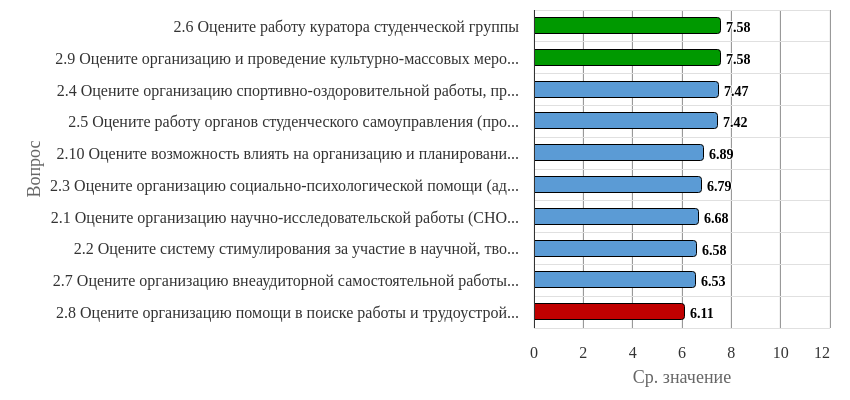 2.6 Оцените работу куратора студенческой группы 7.58
2.9 Оцените организацию и проведение культурно-массовых меро... 7.58
2.4 Оцените организацию спортивно-оздоровительной работы, пр... 7.47
2.5 Оцените работу органов студенческого самоуправления (про... 7.42
2.10 Оцените возможность влиять на организацию и планировани... 6.89
2.3 Оцените организацию социально-психологической помощи (ад... 6.79
2.1 Оцените организацию научно-исследовательской работы (СНО... 6.68
2.2 Оцените систему стимулирования за участие в научной, тво... 6.58
2.7 Оцените организацию внеаудиторной самостоятельной работы... 6.53
2.8 Оцените организацию помощи в поиске работы и трудоустрой... 6.11
Вопрос
0 2 4 6 8 10 12
Ср. значение